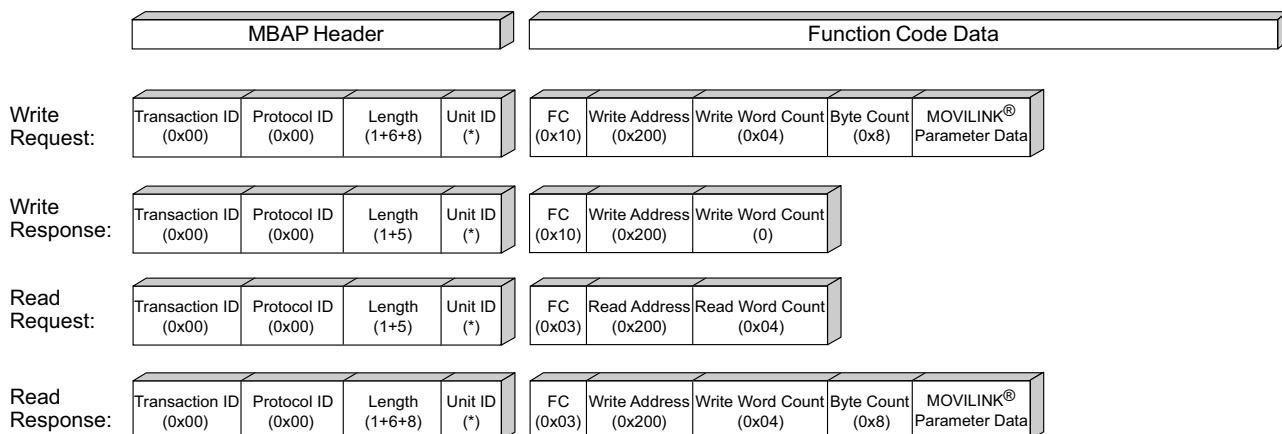 MBAP Header Function Code Data
Write Request: Transaction ID (0x00) Protocol ID (0x00) Length (1+6+8) Unit ID (*) FC (0x10) Write Address (0x200) Write Word Count (0x04) Byte Count (0x8) MOVILINK® Parameter Data
Write Response: Transaction ID (0x00) Protocol ID (0x00) Length (1+5) Unit ID (*) FC (0x10) Write Address (0x200) Write Word Count (0)
Read Request: Transaction ID (0x00) Protocol ID (0x00) Length (1+5) Unit ID (*) FC (0x03) Read Address (0x200) Read Word Count (0x04)
Read Response: Transaction ID (0x00) Protocol ID (0x00) Length (1+6+8) Unit ID (*) FC (0x03) Write Address (0x200) Write Word Count (0x04) Byte Count (0x8) MOVILINK® Parameter Data